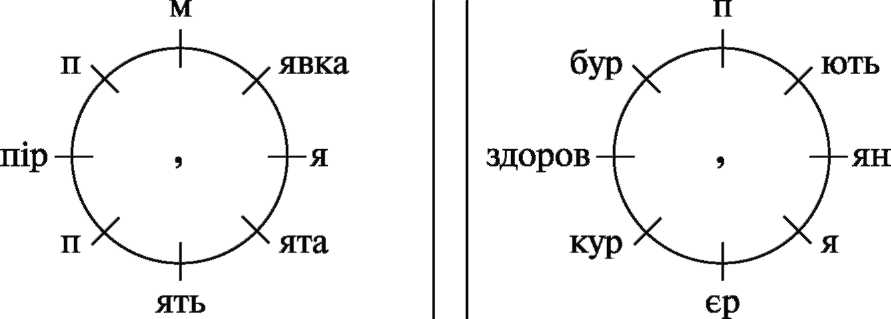 м п
п явка бур ють
пір , я здоров , ян
п ята кур я
ять єр